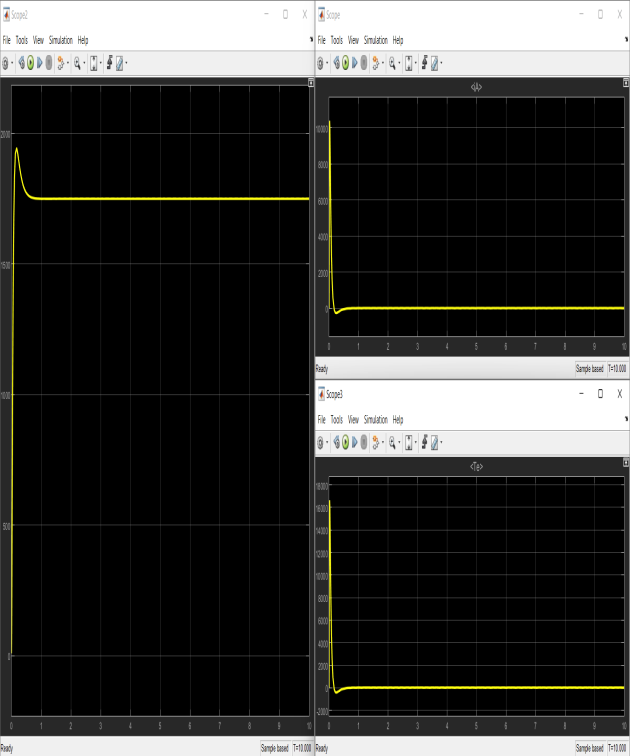 Scope2
File Tools View Simulation Help
2000
1500
1000
500
0
0 1 2 3 4 5 6 7 8 9 10
Ready
Sample based T=10.000
Scope
File Tools View Simulation Help
<iA>
10000
8000
6000
4000
2000
0
0 1 2 3 4 5 6 7 8 9 10
Ready
Sample based T=10.000
Scope3
File Tools View Simulation Help
<Te>
18000
16000
14000
12000
10000
8000
6000
4000
2000
0
-2000
0 1 2 3 4 5 6 7 8 9 10
Ready
Sample based T=10.000